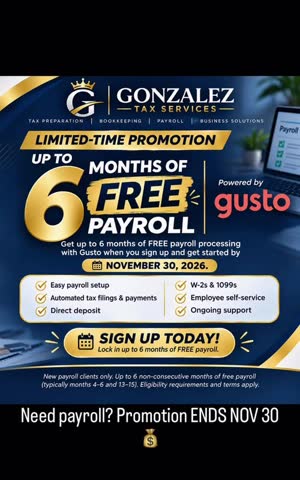 GONZALEZ
TAX SERVICES
TAX PREPARATION | BOOKKEEPING | PAYROLL | BUSINESS SOLUTIONS
LIMITED-TIME PROMOTION
UP TO
6 MONTHS OF
FREE
PAYROLL
Powered by
gusto
Payroll
Get up to 6 months of FREE payroll processing
with Gusto when you sign up and get started by
NOVEMBER 30, 2026.
Easy payroll setup
Automated tax filings & payments
Direct deposit
W-2s & 1099s
Employee self-service
Ongoing support
SIGN UP TODAY!
Lock in up to 6 months of FREE payroll.
New payroll clients only. Up to 6 non-consecutive months of free payroll
(typically months 4-6 and 13-15). Eligibility requirements and terms apply.
Need payroll? Promotion ENDS NOV 30